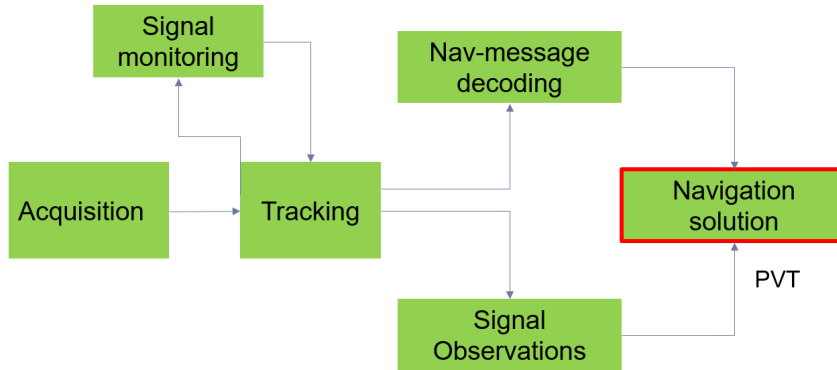 Signal
monitoring
Nav-message
decoding
Acquisition
Tracking
Navigation
solution
PVT
Signal
Observations